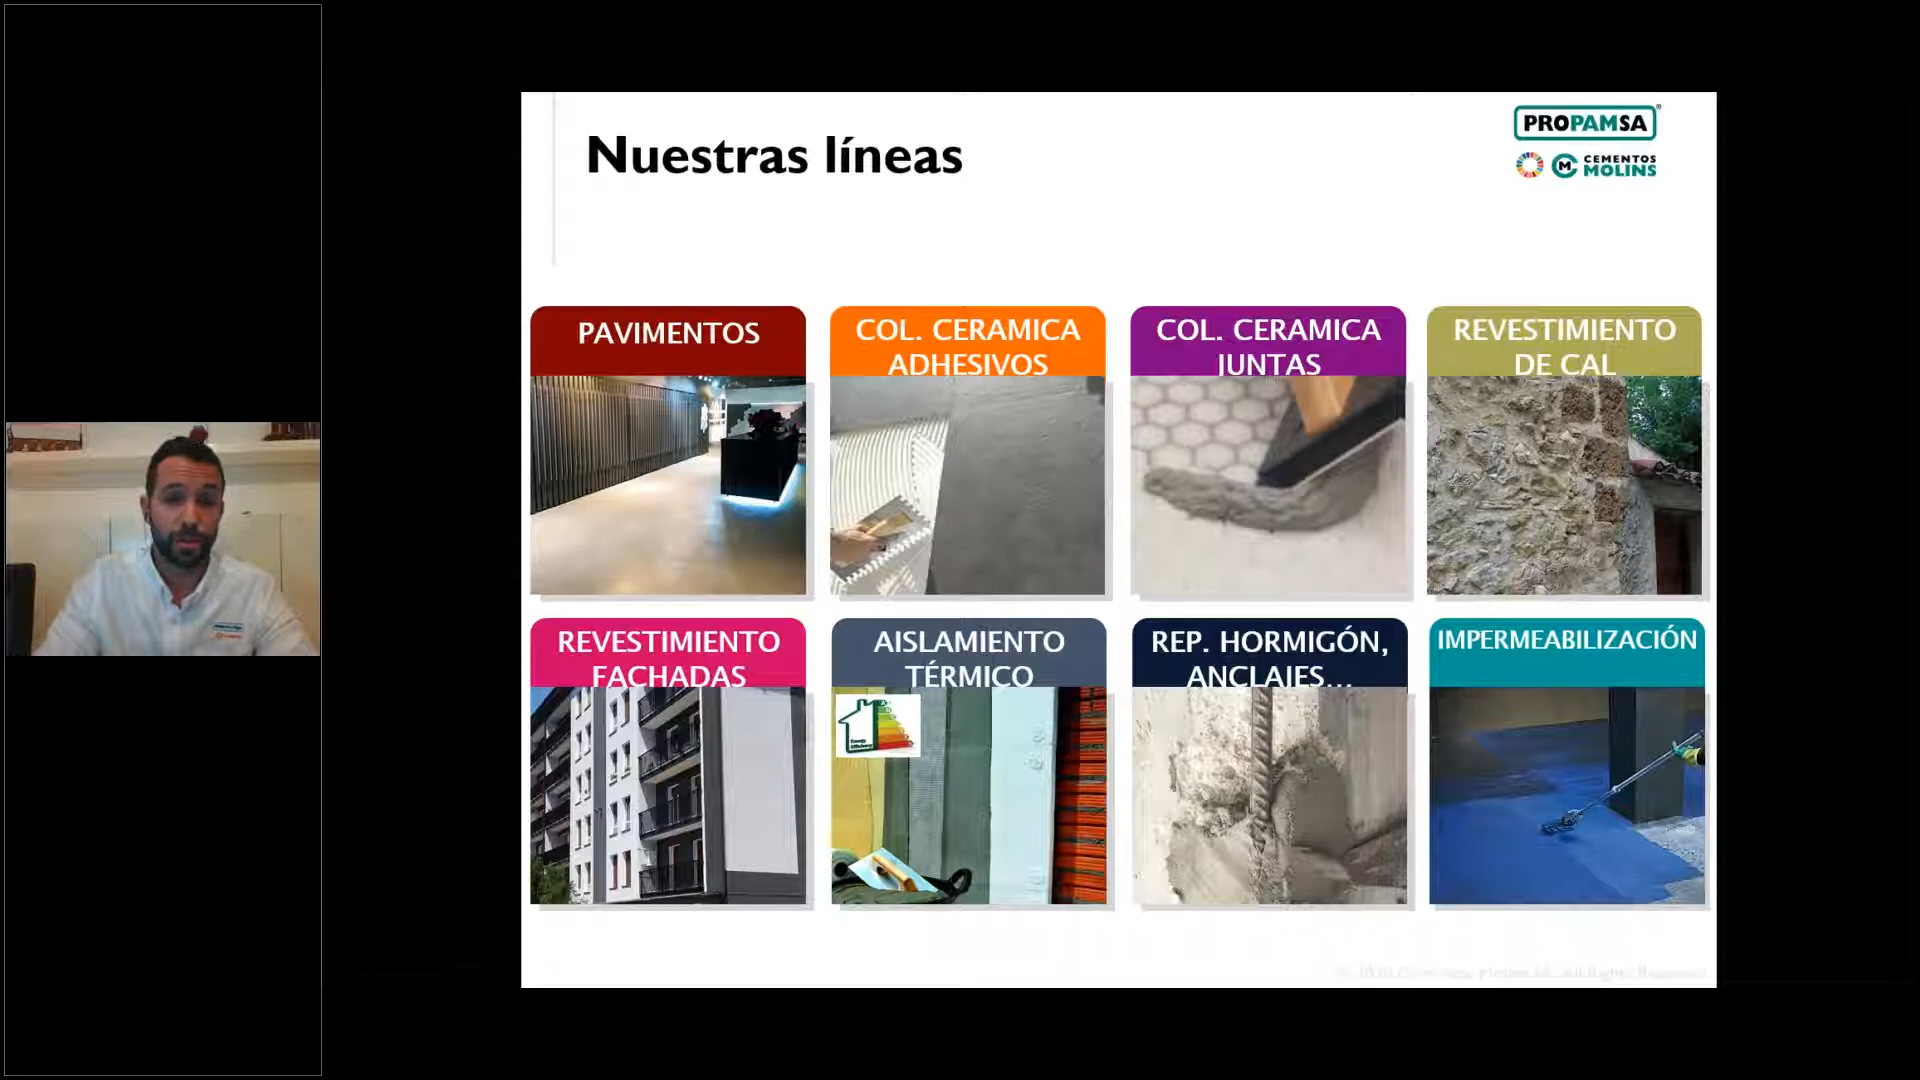 Nuestras líneas
PROPAMSA
CEMENTOS
MOLINS
PAVIMENTOS
COL. CERAMICA
ADHESIVOS
COL. CERAMICA
JUNTAS
REVESTIMIENTO
DE CAL
REVESTIMIENTO
FACHADAS
AISLAMIENTO
TÉRMICO
REP. HORMIGÓN,
ANCLAJES...
IMPERMEABILIZACIÓN